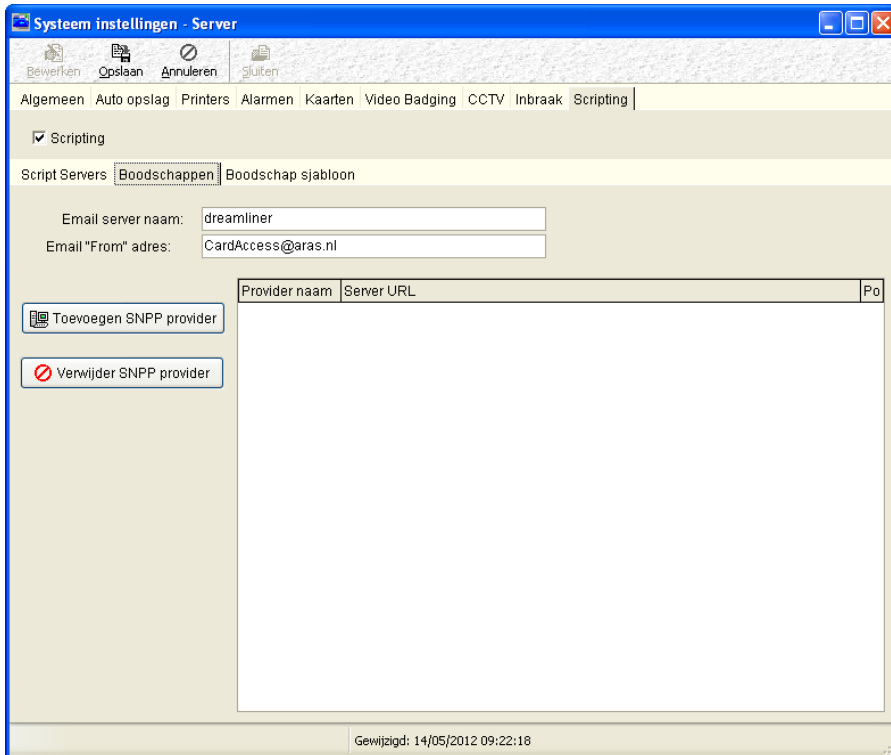 Systeem instellingen - Server
Bewerken Opslaan Annuleren Sluiten
Algemeen Auto opslag Printers Alarmen Kaarten Video Badging CCTV Inbraak Scripting
Scripting
Script Servers Boodschappen Boodschap sjabloon
Email server naam: dreamliner
Email "From" adres: CardAccess@aras.nl
Provider naam Server URL Po
Toevoegen SNPP provider
Verwijder SNPP provider
Gewijzigd: 14/05/2012 09:22:18